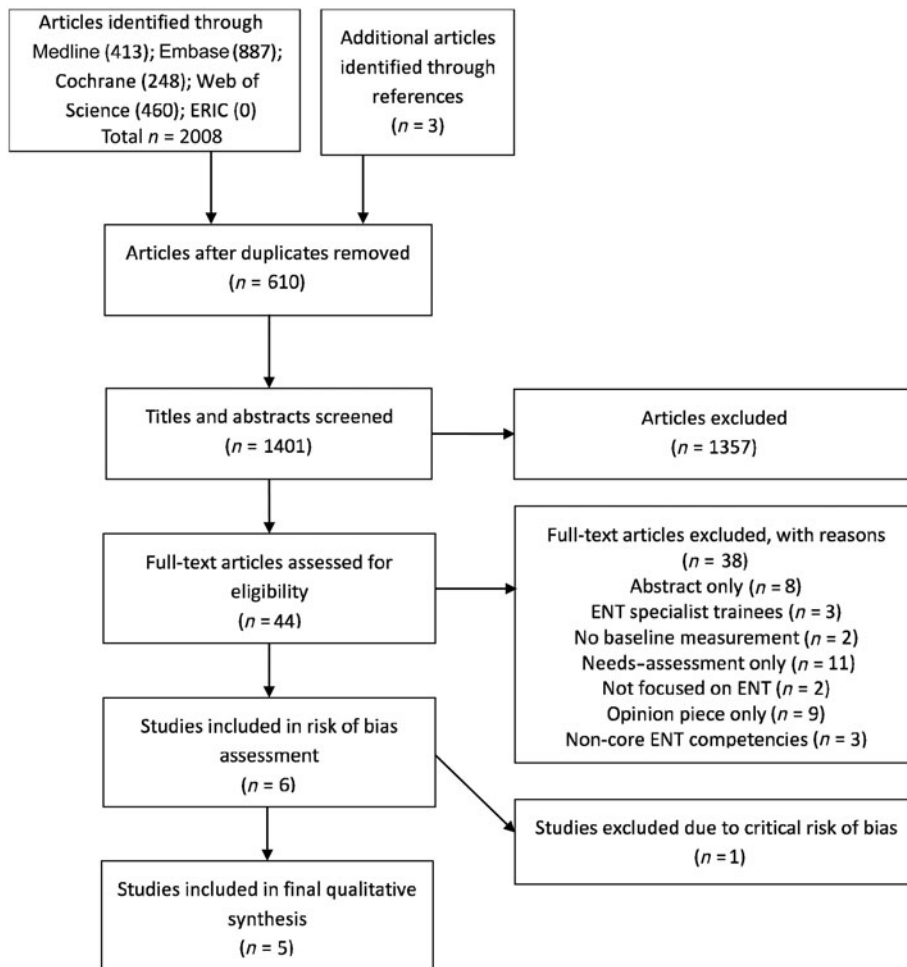 Articles identified through
Medline (413); Embase (887);
Cochrane (248); Web of
Science (460); ERIC (0)
Total n = 2008
Additional articles
identified through
references
(n = 3)
Articles after duplicates removed
(n = 610)
Titles and abstracts screened
(n = 1401)
Articles excluded
(n = 1357)
Full-text articles assessed for
eligibility
(n = 44)
Full-text articles excluded, with reasons
(n = 38)
Abstract only (n = 8)
ENT specialist trainees (n = 3)
No baseline measurement (n = 2)
Needs–assessment only (n = 11)
Not focused on ENT (n = 2)
Opinion piece only (n = 9)
Non-core ENT competencies (n = 3)
Studies included in risk of bias
assessment
(n = 6)
Studies excluded due to critical risk of bias
(n = 1)
Studies included in final qualitative
synthesis
(n = 5)